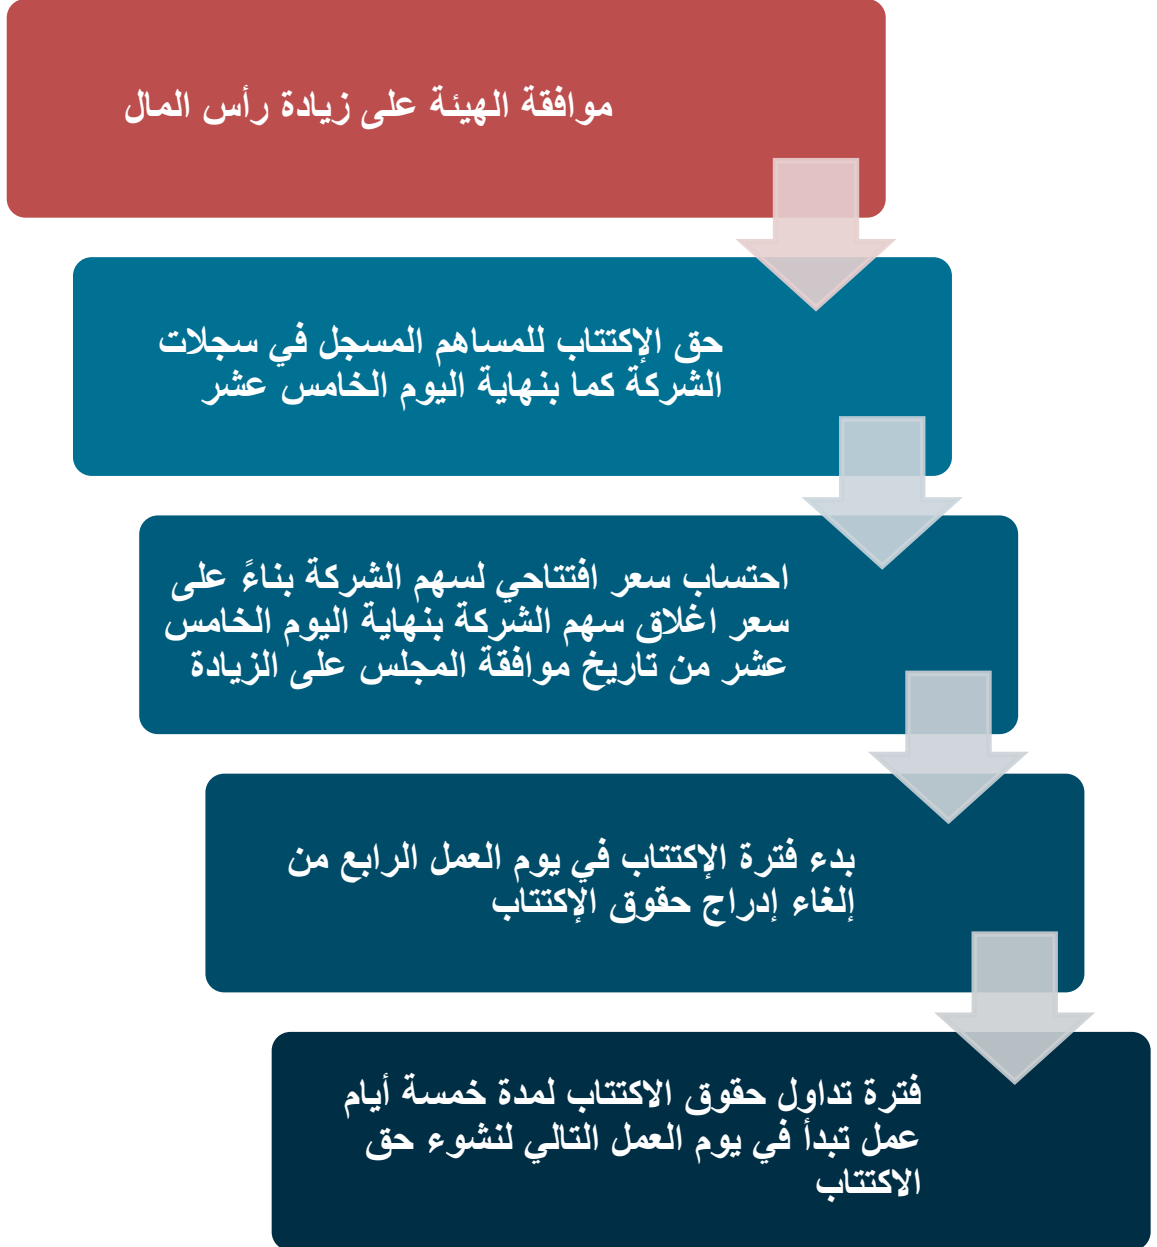 موافقة الهيئة على زيادة رأس المال
حق الإكتتاب للمساهم المسجل في سجلات
الشركة كما بنهاية اليوم الخامس عشر
احتساب سعر افتتاحي لسهم الشركة بناءً على
سعر اغلاق سهم الشركة بنهاية اليوم الخامس
عشر من تاريخ موافقة المجلس على الزيادة
بدء فترة الإكتتاب في يوم العمل الرابع من
إلغاء إدراج حقوق الإكتتاب
فترة تداول حقوق الاكتتاب لمدة خمسة أيام
عمل تبدأ في يوم العمل التالي لنشوء حق
الاكتتاب